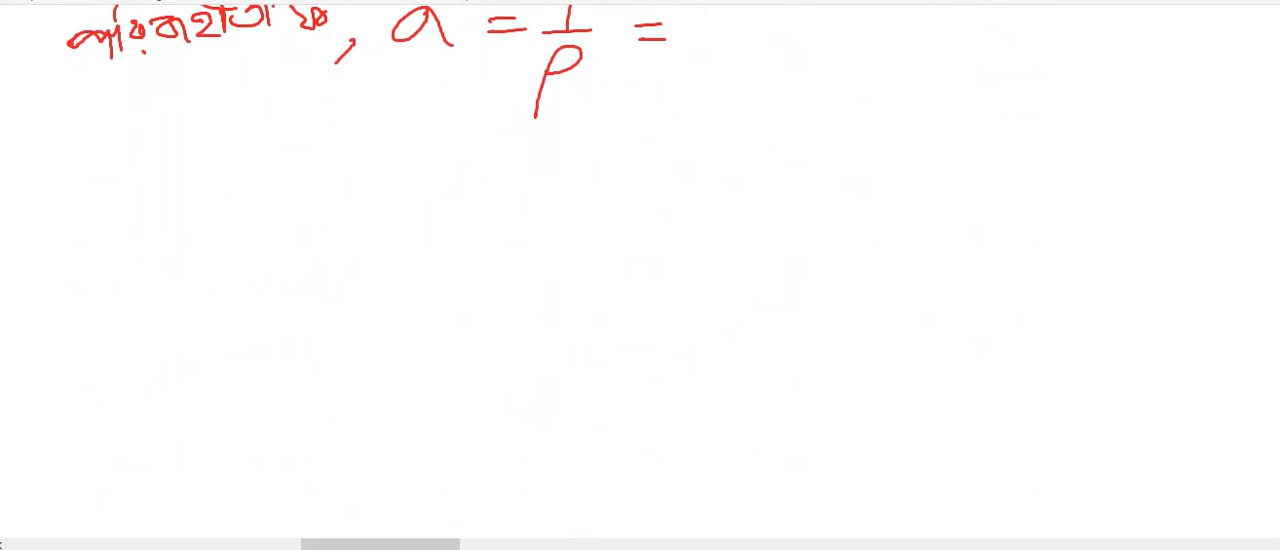 পরিবাহীতাঙ্ক, σ = 1/ρ =